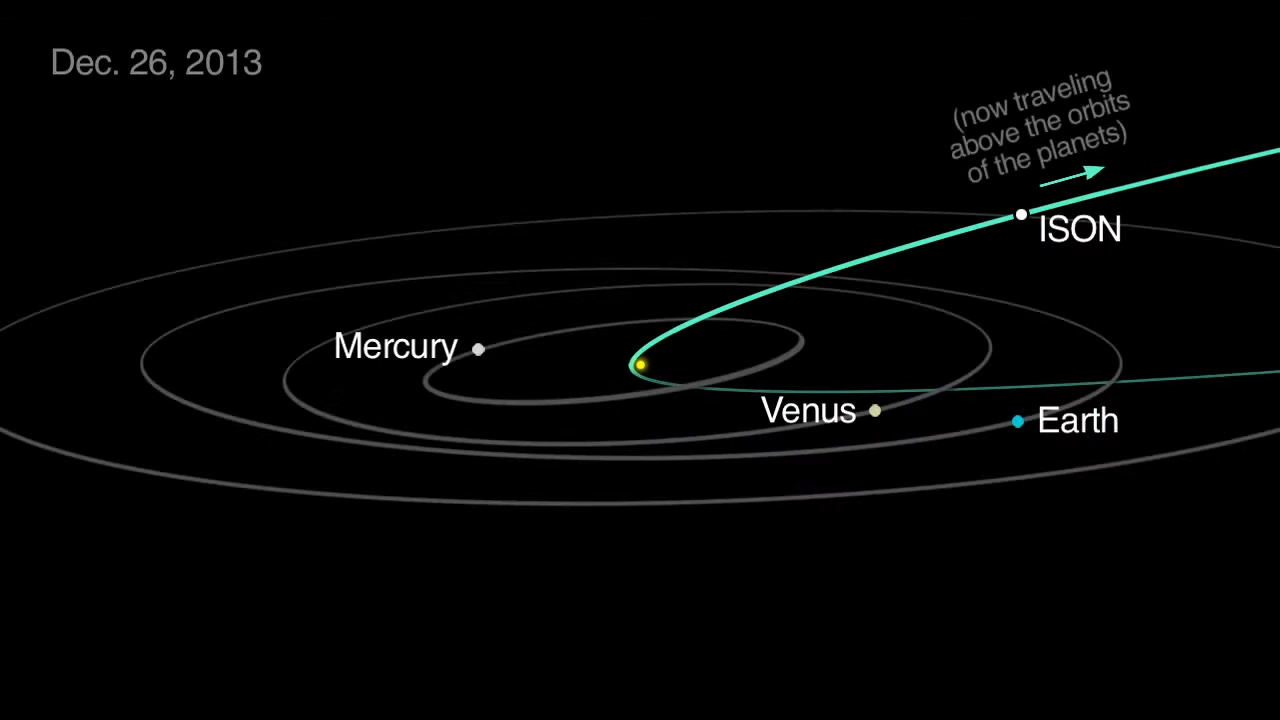 Dec. 26, 2013
(now traveling
above the orbits
of the planets)
ISON
Mercury
Venus
Earth